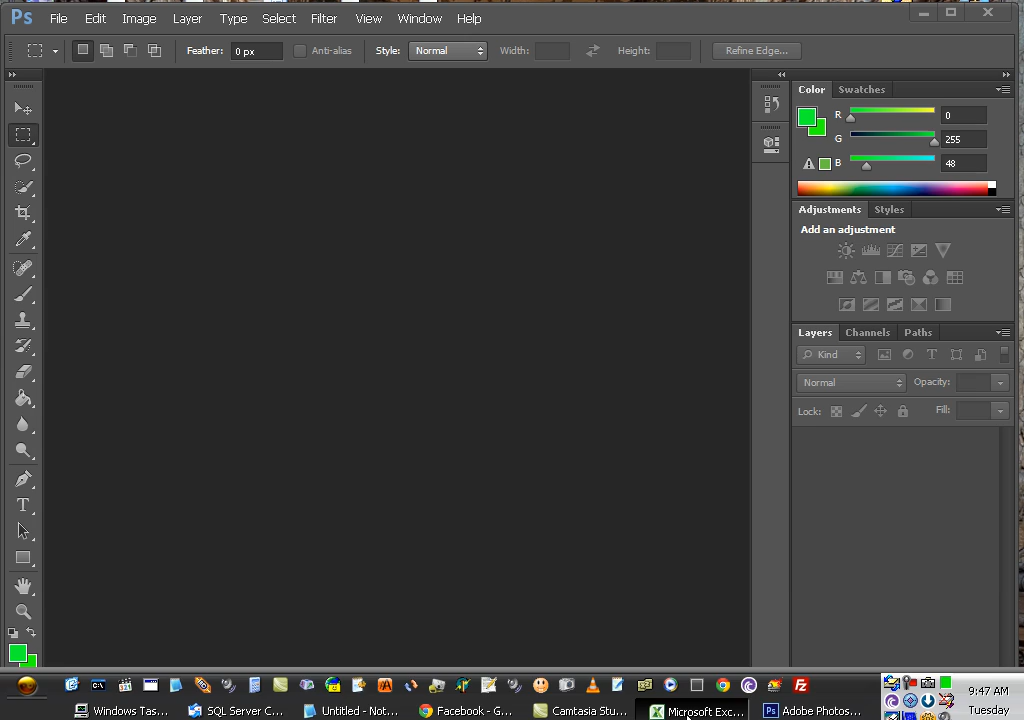 Ps File Edit Image Layer Type Select Filter View Window Help
Feather: 0 px Anti-alias Style: Normal Width: Height: Refine Edge...
Color Swatches
R 0
G 255
B 48
Adjustments Styles
Add an adjustment
Layers Channels Paths
Kind
Normal Opacity:
Lock: Fill:
9:47 AM
Windows Tas... SQL Server C... Untitled - Not... Facebook - G... Camtasia Stu... Microsoft Exc... Ps Adobe Photos... Tuesday